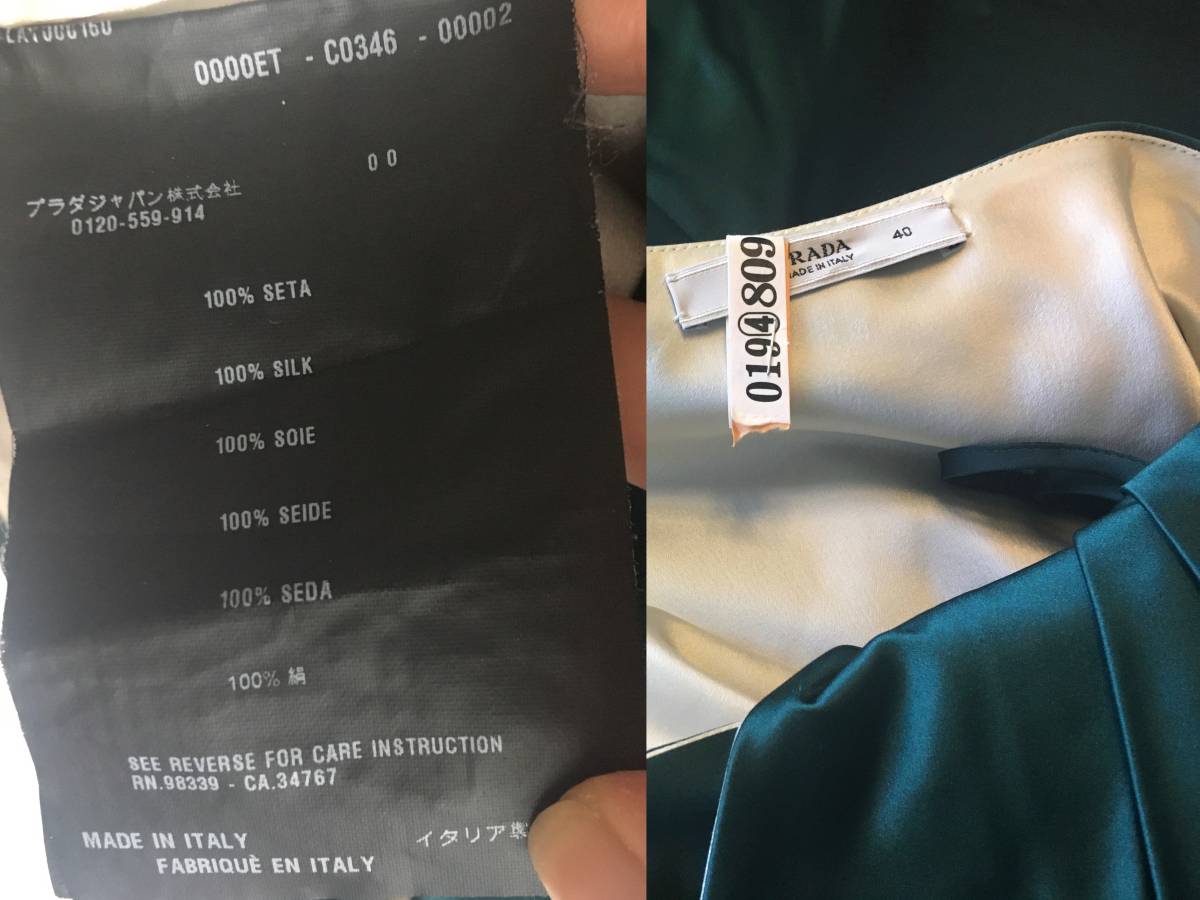 0000ET - C0346 - 00002
00
プラダジャパン株式会社
0120-559-914
100% SETA
100% SILK
100% SOIE
100% SEIDE
100% SEDA
100% 絹
SEE REVERSE FOR CARE INSTRUCTION
RN.98339 - CA.34767
MADE IN ITALY
イタリア製
FABRIQUÈ EN ITALY
RADA 40
MADE IN ITALY
0194809